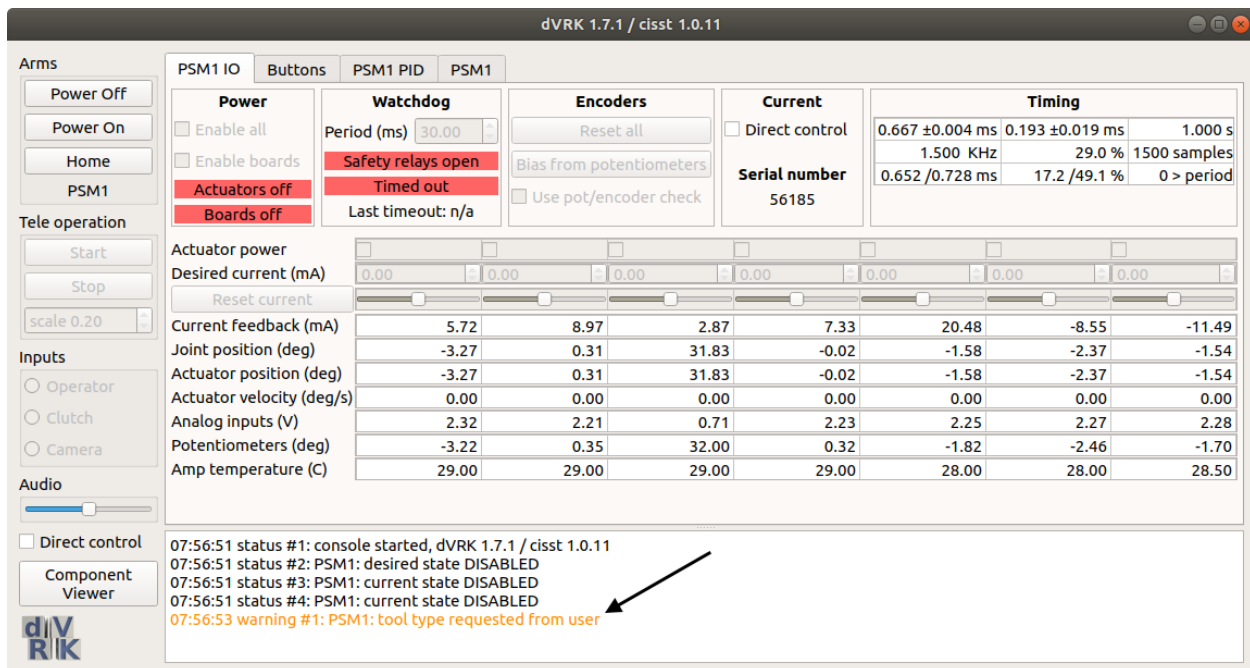 dVRK 1.7.1 / cisst 1.0.11
Arms
Power Off
Power On
Home
PSM1
Tele operation
Start
Stop
scale 0.20
Inputs
Operator
Clutch
Camera
Audio
Direct control
Component
Viewer
dVRK
PSM1 IO Buttons PSM1 PID PSM1
Power
Enable all
Enable boards
Actuators off
Boards off
Watchdog
Period (ms) 30.00
Safety relays open
Timed out
Last timeout: n/a
Encoders
Reset all
Bias from potentiometers
Use pot/encoder check
Current
Direct control
Serial number
56185
Timing
0.667 ±0.004 ms 0.193 ±0.019 ms 1.000 s
1.500 KHz 29.0 % 1500 samples
0.652 /0.728 ms 17.2 /49.1 % 0 > period
Actuator power
Desired current (mA) 0.00 0.00 0.00 0.00 0.00 0.00 0.00
Reset current
Current feedback (mA) 5.72 8.97 2.87 7.33 20.48 -8.55 -11.49
Joint position (deg) -3.27 0.31 31.83 -0.02 -1.58 -2.37 -1.54
Actuator position (deg) -3.27 0.31 31.83 -0.02 -1.58 -2.37 -1.54
Actuator velocity (deg/s) 0.00 0.00 0.00 0.00 0.00 0.00 0.00
Analog inputs (V) 2.32 2.21 0.71 2.23 2.25 2.27 2.28
Potentiometers (deg) -3.22 0.35 32.00 0.32 -1.82 -2.46 -1.70
Amp temperature (C) 29.00 29.00 29.00 29.00 28.00 28.00 28.50
07:56:51 status #1: console started, dVRK 1.7.1 / cisst 1.0.11
07:56:51 status #2: PSM1: desired state DISABLED
07:56:51 status #3: PSM1: current state DISABLED
07:56:51 status #4: PSM1: current state DISABLED
07:56:53 warning #1: PSM1: tool type requested from user